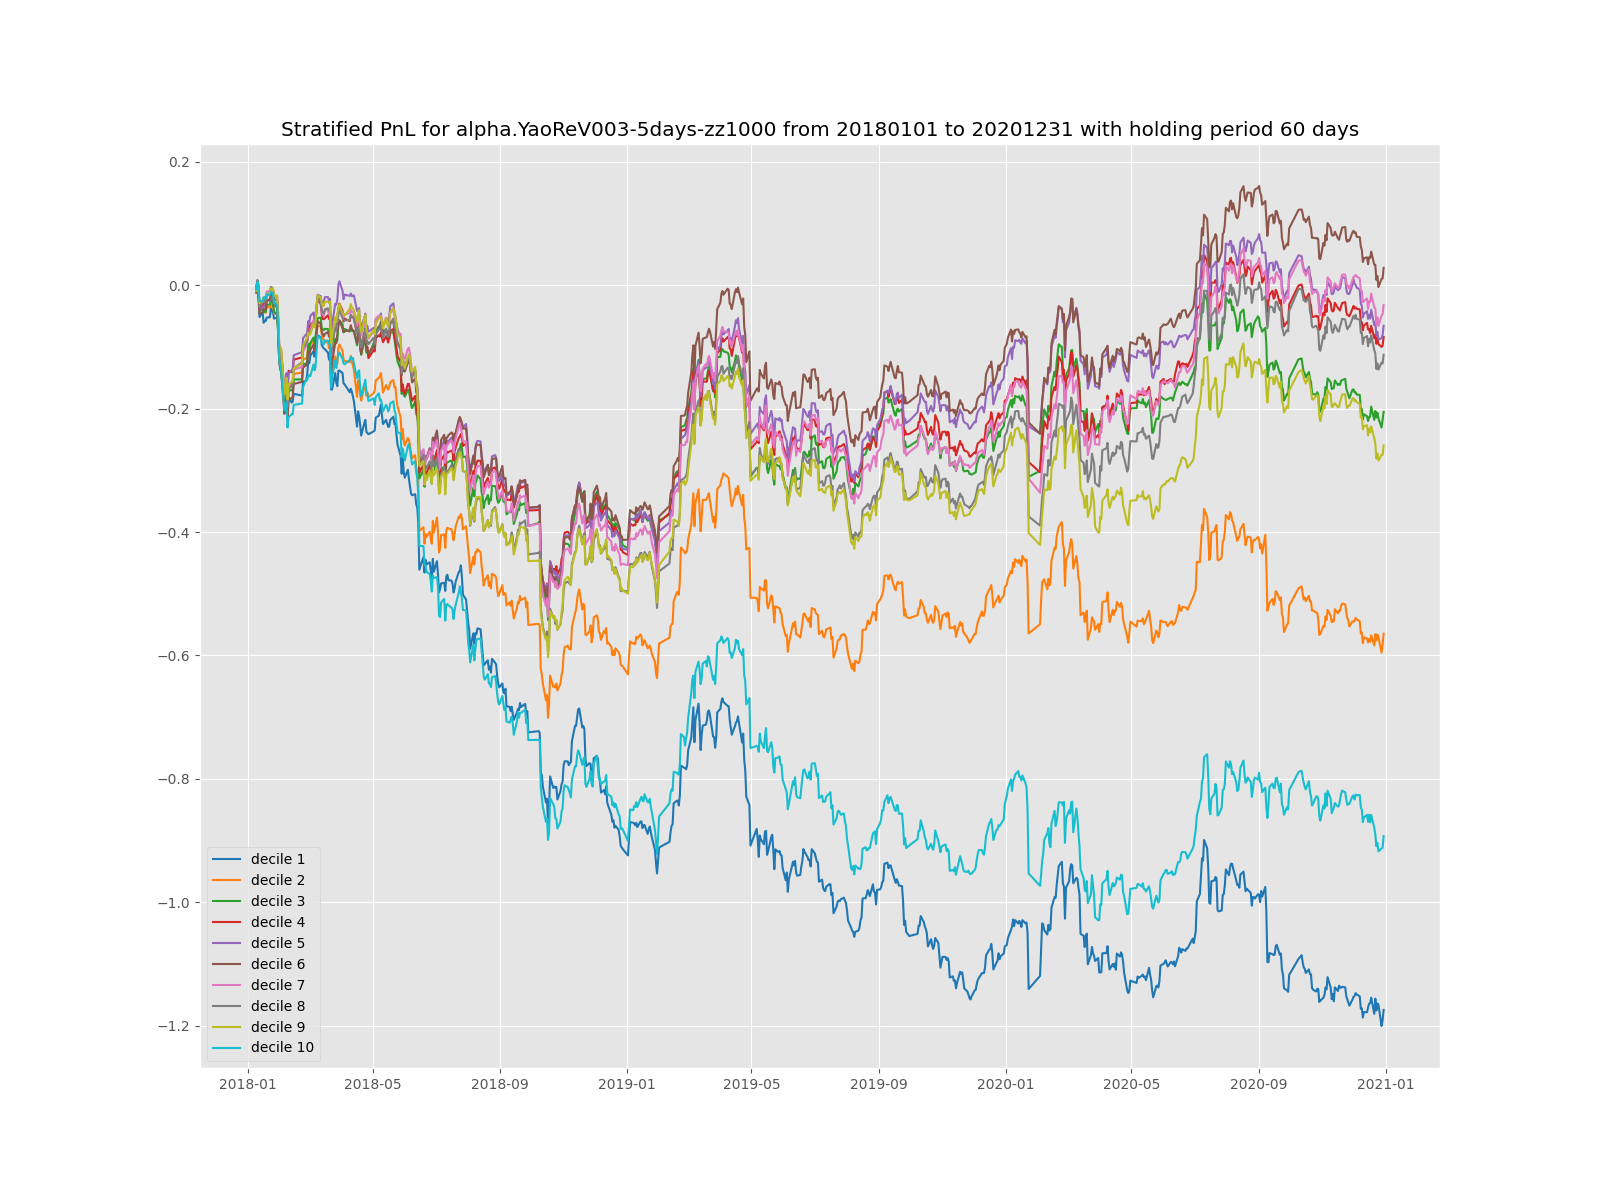 Stratified PnL for alpha.YaoReV003-5days-zz1000 from 20180101 to 20201231 with holding period 60 days
0.2
0.0
−0.2
−0.4
−0.6
−0.8
−1.0
−1.2
decile 1
decile 2
decile 3
decile 4
decile 5
decile 6
decile 7
decile 8
decile 9
decile 10
2018-01 2018-05 2018-09 2019-01 2019-05 2019-09 2020-01 2020-05 2020-09 2021-01